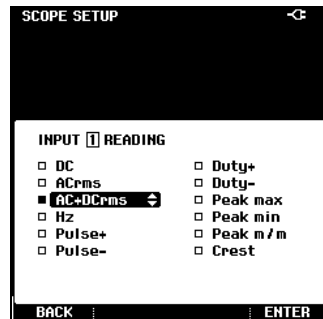 SCOPE SETUP
INPUT 1 READING
DC
ACrms
AC+DCrms
Hz
Pulse+
Pulse-
Duty+
Duty-
Peak max
Peak min
Peak m/m
Crest
BACK
ENTER